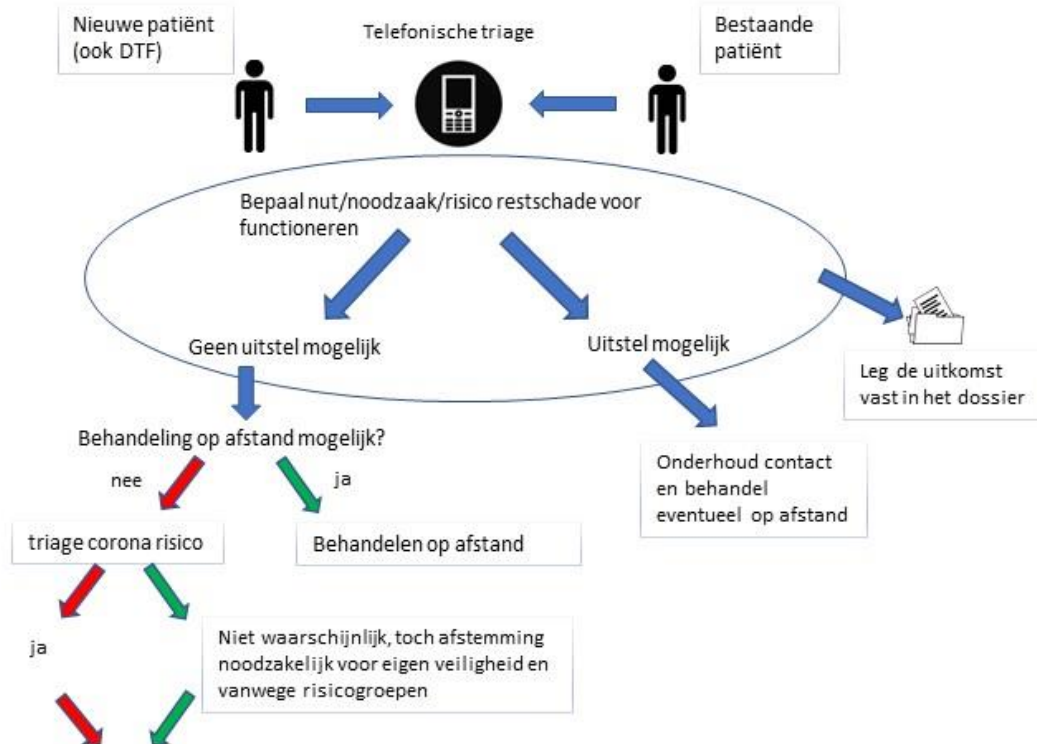 Nieuwe patiënt
(ook DTF)
Telefonische triage
Bestaande
patiënt
Bepaal nut/noodzaak/risico restschade voor
functioneren
Geen uitstel mogelijk
Uitstel mogelijk
Leg de uitkomst
vast in het dossier
Behandeling op afstand mogelijk?
nee
ja
Onderhoud contact
en behandel
eventueel op afstand
triage corona risico
Behandelen op afstand
ja
Niet waarschijnlijk, toch afstemming
noodzakelijk voor eigen veiligheid en
vanwege risicogroepen